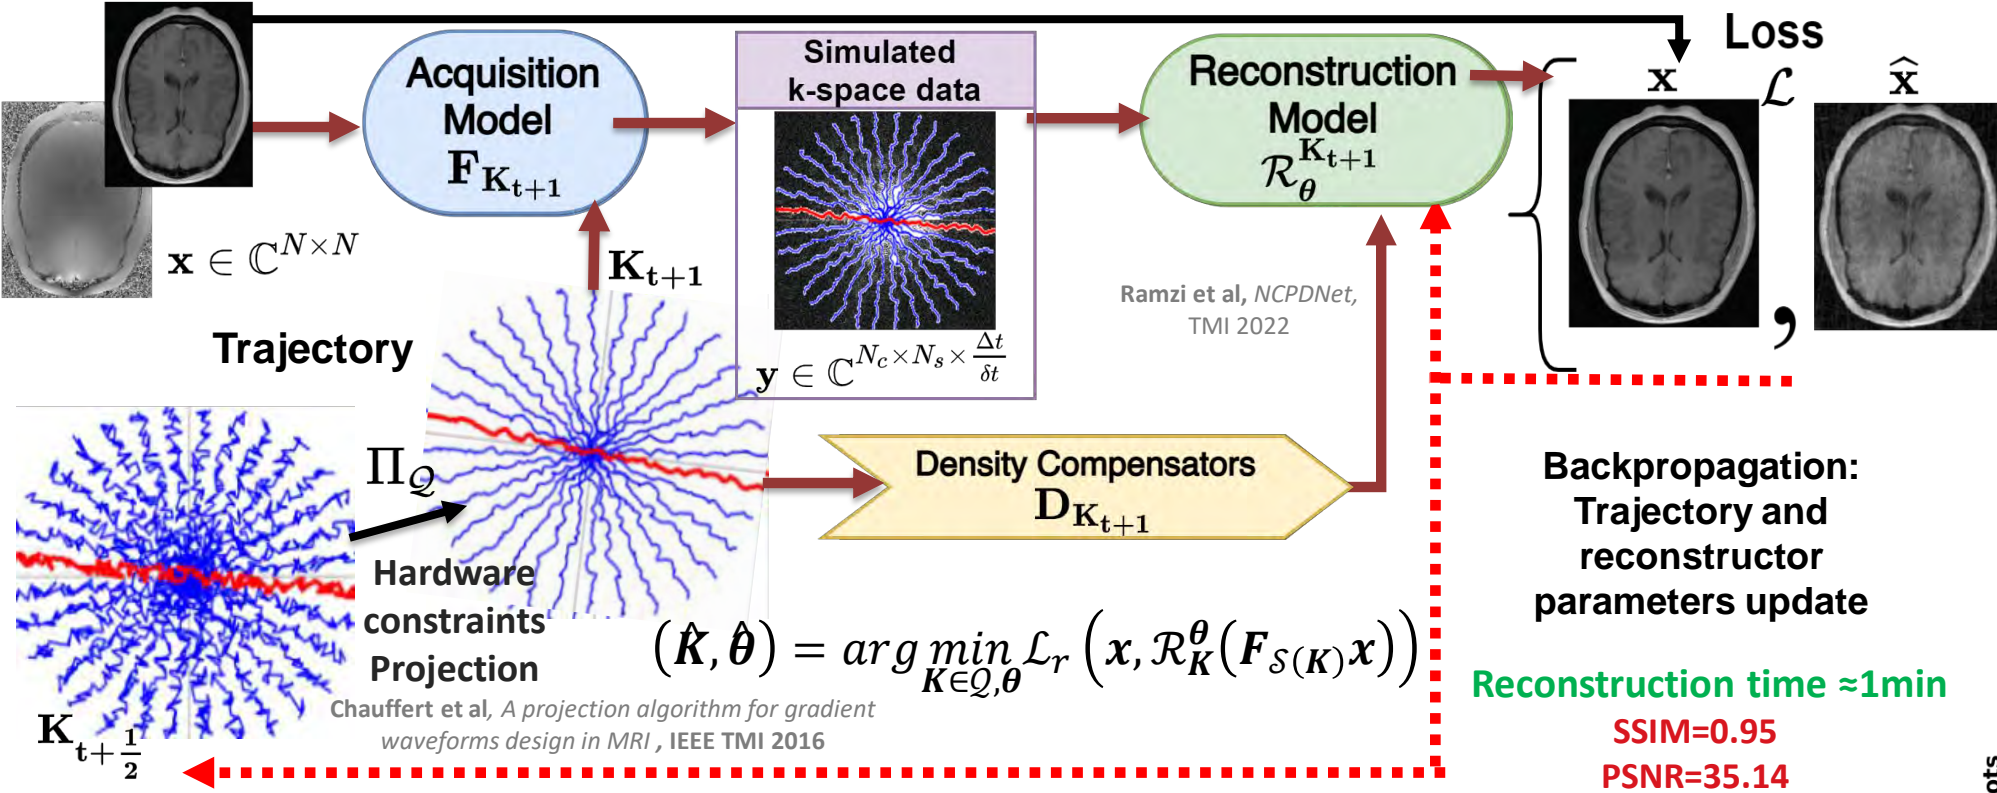 Acquisition
Model
F_{K_{t+1}}
Simulated
k-space data
Reconstruction
Model
R_θ^{K_{t+1}}
Loss
x
ℒ
x̂
,
x ∈ ℂ^{N×N}
K_{t+1}
y ∈ ℂ^{N_c×N_s×Δt/δt}
Ramzi et al, NCPDNet,
TMI 2022
Trajectory
Π_𝒬
Density Compensators
D_{K_{t+1}}
Hardware
constraints
Projection
K_{t+1/2}
Chauffert et al, A projection algorithm for gradient
waveforms design in MRI , IEEE TMI 2016
(K̂, θ̂) = arg min_{K∈𝒬,θ} ℒ_r (x, ℛ_K^θ(F_{𝒮(K)}x))
Backpropagation:
Trajectory and
reconstructor
parameters update
Reconstruction time ≈1min
SSIM=0.95
PSNR=35.14
ots